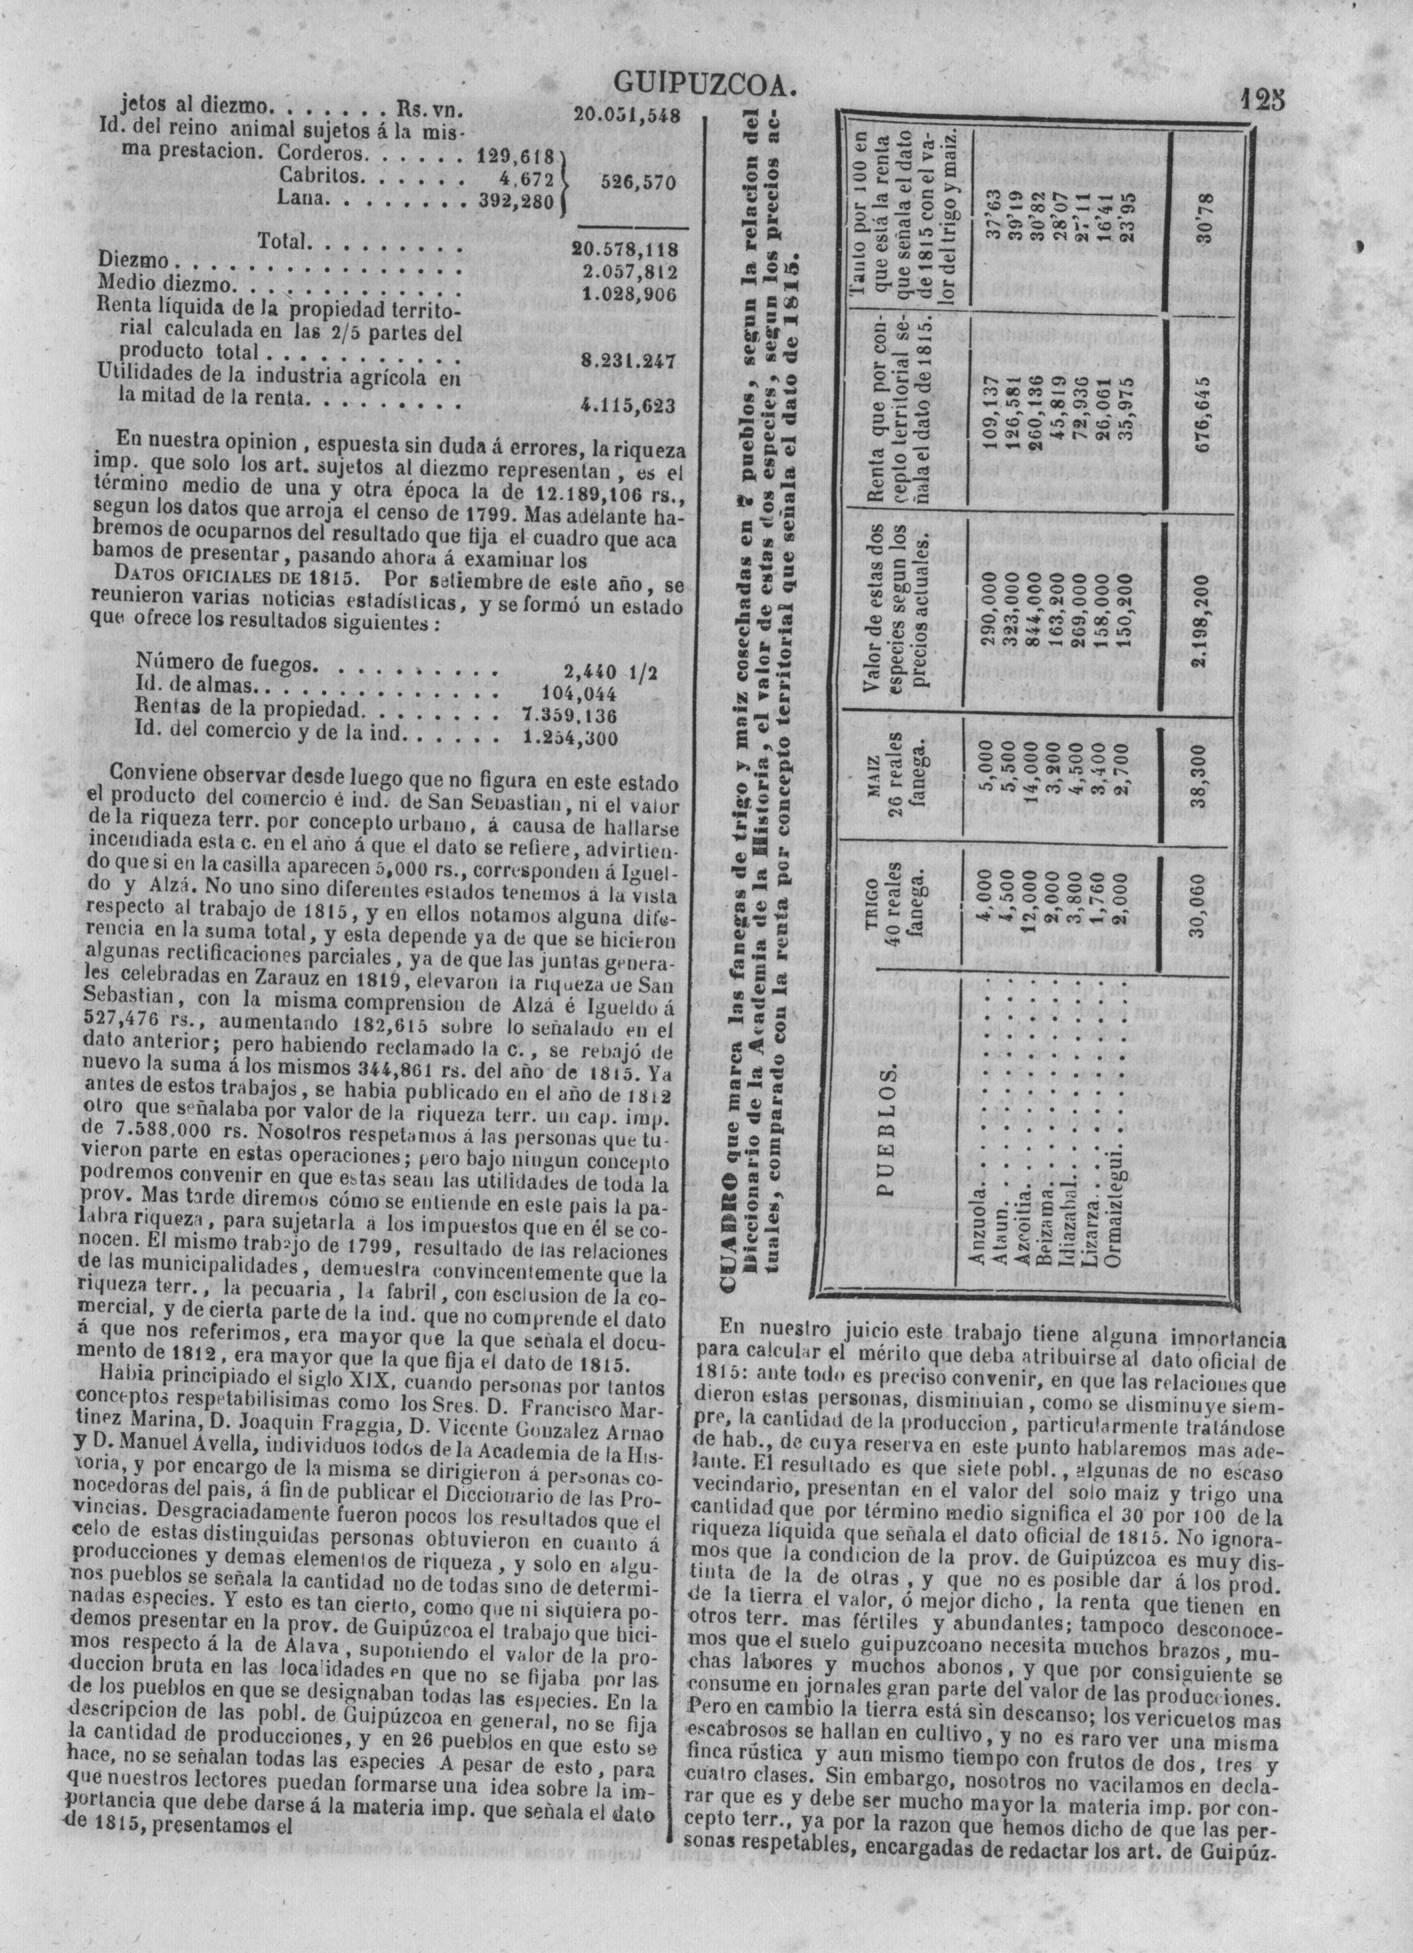 GUIPUZCOA.
125
jetos al diezmo. . . . . . . Rs. vn. 20.051,548
Id. del reino animal sujetos á la mis-
ma prestacion. Corderos. . . . . . 129,618
Cabritos. . . . . . 4,672 } 526,570
Lana. . . . . . . . 392,280
Total. . . . . . . . . 20.578,118
Diezmo. . . . . . . . . . . . . . 2.057,812
Medio diezmo. . . . . . . . . . . 1.028,906
Renta líquida de la propiedad territo-
rial calculada en las 2/5 partes del
producto total . . . . . . . . . . 8.231.247
Utilidades de la industria agrícola en
la mitad de la renta. . . . . . . . . 4.115,623
En nuestra opinion , espuesta sin duda á errores, la riqueza
imp. que solo los art. sujetos al diezmo representan , es el
término medio de una y otra época la de 12.189,106 rs.,
segun los datos que arroja el censo de 1799. Mas adelante ha-
bremos de ocuparnos del resultado que fija el cuadro que aca
bamos de presentar, pasando ahora á examinar los
DATOS OFICIALES DE 1815. Por setiembre de este año, se
reunieron varias noticias estadísticas, y se formó un estado
que ofrece los resultados siguientes :
Número de fuegos. . . . . . . . . 2,440 1/2
Id. de almas. . . . . . . . . . . . 104,044
Rentas de la propiedad. . . . . . . . 7.359,136
Id. del comercio y de la ind. . . . . . 1.254,300
Conviene observar desde luego que no figura en este estado
el producto del comercio é ind. de San Sebastian, ni el valor
de la riqueza terr. por concepto urbano, á causa de hallarse
incendiada esta c. en el año á que el dato se refiere, advirtien-
do que si en la casilla aparecen 5,000 rs., corresponden á Iguel-
do y Alzá. No uno sino diferentes estados tenemos á la vista
respecto al trabajo de 1815, y en ellos notamos alguna dife-
rencia en la suma total, y esta depende ya de que se hicieron
algunas rectificaciones parciales, ya de que las juntas genera-
les celebradas en Zarauz en 1819, elevaron la riqueza de San
Sebastian, con la misma comprension de Alzá é Igueldo á
527,476 rs., aumentando 182,615 sobre lo señalado en el
dato anterior; pero habiendo reclamado la c., se rebajó de
nuevo la suma á los mismos 344,861 rs. del año de 1815. Ya
antes de estos trabajos, se habia publicado en el año de 1812
otro que señalaba por valor de la riqueza terr. un cap. imp.
de 7.588,000 rs. Nosotros respetamos á las personas que tu-
vieron parte en estas operaciones; pero bajo ningun concepto
podremos convenir en que estas sean las utilidades de toda la
prov. Mas tarde diremos cómo se entiende en este pais la pa-
labra riqueza, para sujetarla á los impuestos que en él se co-
nocen. El mismo trabajo de 1799, resultado de las relaciones
de las municipalidades, demuestra convincentemente que la
riqueza terr., la pecuaria, la fabril, con esclusion de la co-
mercial, y de cierta parte de la ind. que no comprende el dato
á que nos referimos, era mayor que la que señala el docu-
mento de 1812, era mayor que la que fija el dato de 1815.
Habia principiado el siglo XIX, cuando personas por tantos
conceptos respetabilisimas como los Sres. D. Francisco Mar-
tinez Marina, D. Joaquin Fraggia, D. Vicente Gonzalez Arnao
y D. Manuel Avella, individuos todos de la Academia de la His-
toria, y por encargo de la misma se dirigieron á personas co-
nocedoras del pais, á fin de publicar el Diccionario de las Pro-
vincias. Desgraciadamente fueron pocos los resultados que el
celo de estas distinguidas personas obtuvieron en cuanto á
producciones y demas elementos de riqueza, y solo en algu-
nos pueblos se señala la cantidad no de todas sino de determi-
nadas especies. Y esto es tan cierto, como que ni siquiera po-
demos presentar en la prov. de Guipúzcoa el trabajo que hici-
mos respecto á la de Alava, suponiendo el valor de la pro-
duccion bruta en las localidades en que no se fijaba por las
de los pueblos en que se designaban todas las especies. En la
descripcion de las pobl. de Guipúzcoa en general, no se fija
la cantidad de producciones, y en 26 pueblos en que esto se
hace, no se señalan todas las especies A pesar de esto, para
que nuestros lectores puedan formarse una idea sobre la im-
portancia que debe darse á la materia imp. que señala el dato
de 1815, presentamos el
CUADRO que marca las fanegas de trigo y maiz cosechadas en 7 pueblos, segun la relacion del
Diccionario de la Academia de la Historia, el valor de estas dos especies, segun los precios ac-
tuales, comparado con la renta por concepto territorial que señala el dato de 1815.
PUEBLOS. | TRIGO 40 reales fanega. | MAIZ 26 reales fanega. | Valor de estas dos especies segun los precios actuales. | Renta que por con- cepto territorial se- ñala el dato de 1815. | Tanto por 100 en que está la renta que señala el dato de 1815 con el va- lor del trigo y maiz.
Anzuola. . . . . . . . . . 4,000 5,000 290,000 109,137 37'63
Ataun. . . . . . . . . . 4,500 5,500 323,000 126,581 39'19
Azcoitia. . . . . . . . . . 12,000 14,000 844,000 260,136 30'82
Beizama. . . . . . . . . . 2,000 3,200 163,200 45,819 28'07
Idiazabal. . . . . . . . . . 3,800 4,500 269,000 72,936 27'11
Lizarza. . . . . . . . . . 1,760 3,400 158,000 26,061 16'41
Ormaiztegui. . . . . . . . . 2,000 2,700 150,200 35,975 23'95
30,060 38,300 2.198,200 676,645 30'78
En nuestro juicio este trabajo tiene alguna importancia
para calcular el mérito que deba atribuirse al dato oficial de
1815: ante todo es preciso convenir, en que las relaciones que
dieron estas personas, disminuian, como se disminuye siem-
pre, la cantidad de la produccion, particularmente tratándose
de hab., de cuya reserva en este punto hablaremos mas ade-
lante. El resultado es que siete pobl., algunas de no escaso
vecindario, presentan en el valor del solo maiz y trigo una
cantidad que por término medio significa el 30 por 100 de la
riqueza líquida que señala el dato oficial de 1815. No ignora-
mos que la condicion de la prov. de Guipúzcoa es muy dis-
tinta de la de otras, y que no es posible dar á los prod.
de la tierra el valor, ó mejor dicho, la renta que tienen en
otros terr. mas fértiles y abundantes; tampoco desconoce-
mos que el suelo guipuzcoano necesita muchos brazos, mu-
chas labores y muchos abonos, y que por consiguiente se
consume en jornales gran parte del valor de las producciones.
Pero en cambio la tierra está sin descanso; los vericuetos mas
escabrosos se hallan en cultivo, y no es raro ver una misma
finca rústica y aun mismo tiempo con frutos de dos, tres y
cuatro clases. Sin embargo, nosotros no vacilamos en decla-
rar que es y debe ser mucho mayor la materia imp. por con-
cepto terr., ya por la razon que hemos dicho de que las per-
sonas respetables, encargadas de redactar los art. de Guipúz-